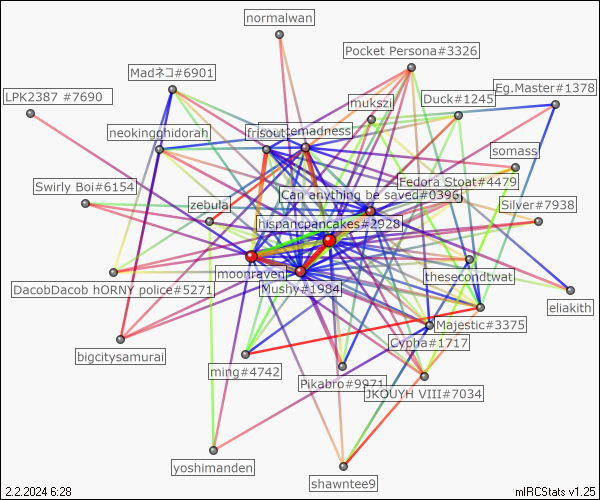 normalwan
Pocket Persona#3326
Madネコ#6901
Eg.Master#1378
LPK2387 #7690
mukszi
Duck#1245
neokingghidorah
frisouttemadness
somass
Fedora Stoat#4479
Swirly Boi#6154
Can anything be saved#0396
zebula
Silver#7938
hispancpancakes#2928
moonraven
thesecondtwat
DacobDacob hORNY police#5271
Mushy#1984
eliakith
Majestic#3375
Cypha#1717
bigcitysamurai
ming#4742
Pikabro#9971
JKOUYH VIII#7034
yoshimanden
shawntee9
2.2.2024 6:28
mIRCStats v1.25